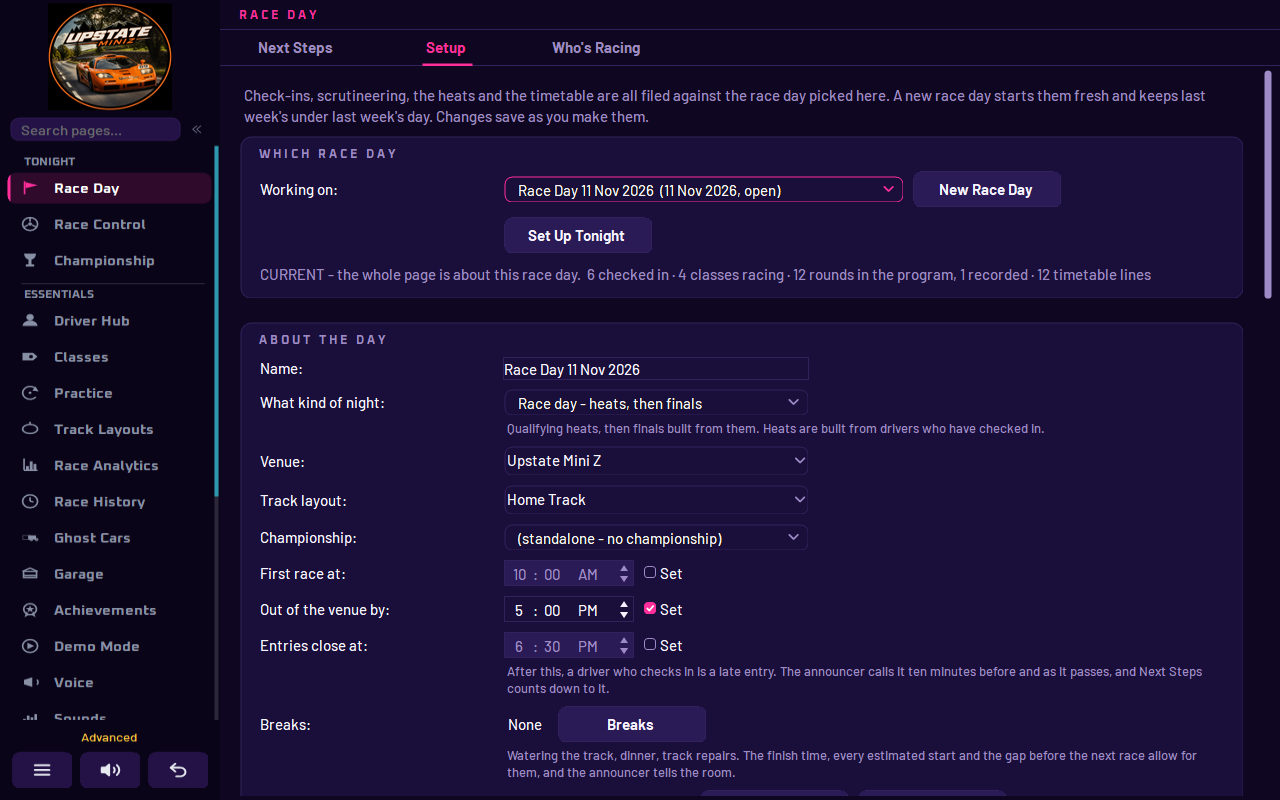 UPSTATE
MINIZ
RACE DAY
Next Steps
Setup
Who's Racing
Search pages...
TONIGHT
Race Day
Race Control
Championship
ESSENTIALS
Driver Hub
Classes
Practice
Track Layouts
Race Analytics
Race History
Ghost Cars
Garage
Achievements
Demo Mode
Voice
Sounds
Advanced
Check-ins, scrutineering, the heats and the timetable are all filed against the race day picked here. A new race day starts them fresh and keeps last
week's under last week's day. Changes save as you make them.
WHICH RACE DAY
Working on:
Race Day 11 Nov 2026 (11 Nov 2026, open)
New Race Day
Set Up Tonight
CURRENT - the whole page is about this race day. 6 checked in · 4 classes racing · 12 rounds in the program, 1 recorded · 12 timetable lines
ABOUT THE DAY
Name:
Race Day 11 Nov 2026
What kind of night:
Race day - heats, then finals
Qualifying heats, then finals built from them. Heats are built from drivers who have checked in.
Venue:
Upstate Mini Z
Track layout:
Home Track
Championship:
(standalone - no championship)
First race at:
10 : 00 AM
Set
Out of the venue by:
5 : 00 PM
Set
Entries close at:
6 : 30 PM
Set
After this, a driver who checks in is a late entry. The announcer calls it ten minutes before and as it passes, and Next Steps
counts down to it.
Breaks:
None
Breaks
Watering the track, dinner, track repairs. The finish time, every estimated start and the gap before the next race allow for
them, and the announcer tells the room.